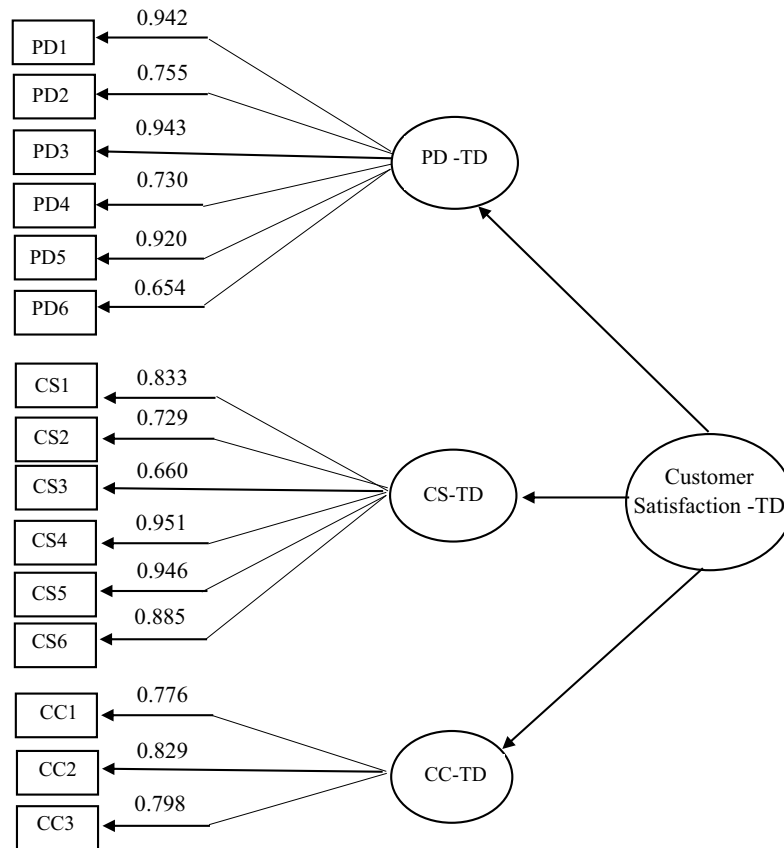 0.942
PD1
0.755
PD2
0.943
PD3
PD -TD
0.730
PD4
0.920
PD5
0.654
PD6
0.833
CS1
0.729
CS2
0.660
CS3
CS-TD
Customer
Satisfaction -TD
0.951
CS4
0.946
CS5
0.885
CS6
0.776
CC1
0.829
CC2
CC-TD
0.798
CC3